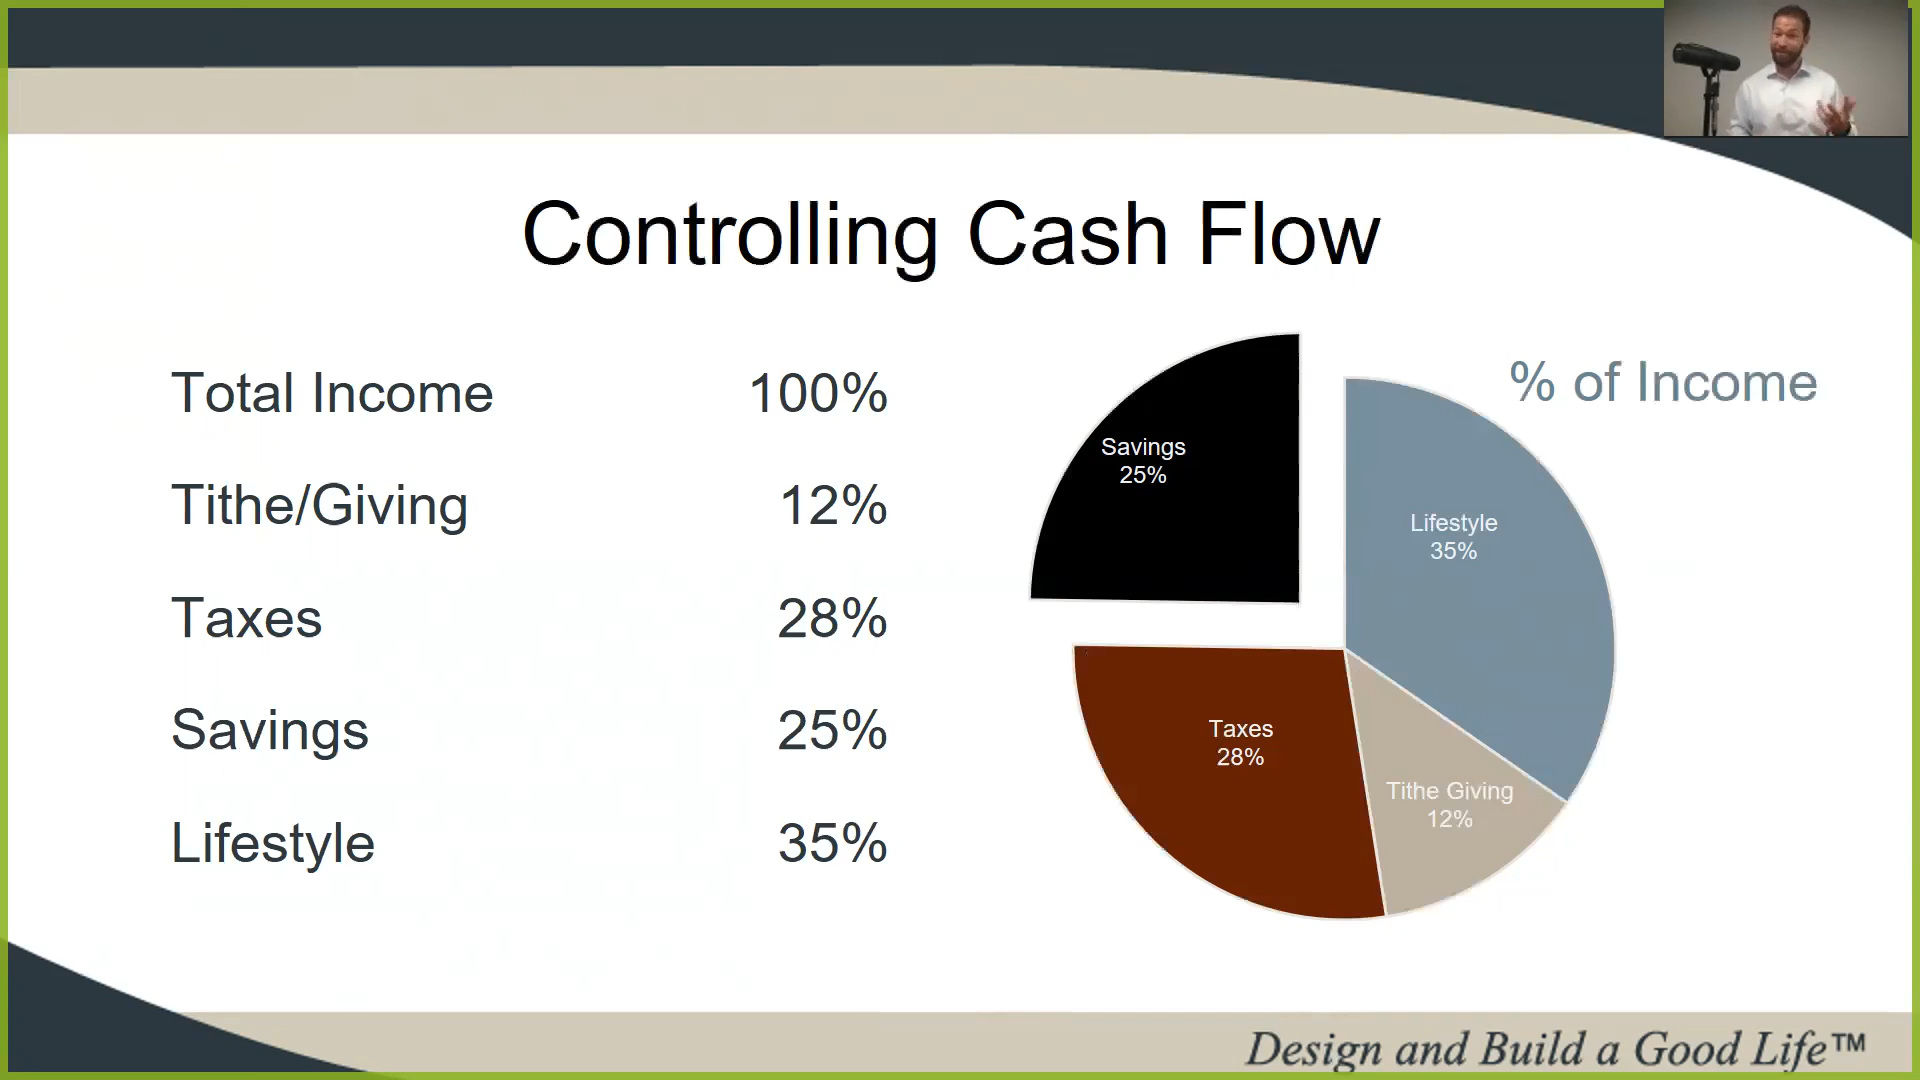 Controlling Cash Flow
Total Income 100%
Tithe/Giving 12%
Taxes 28%
Savings 25%
Lifestyle 35%
% of Income
Savings
25%
Lifestyle
35%
Taxes
28%
Tithe Giving
12%
Design and Build a Good Life™